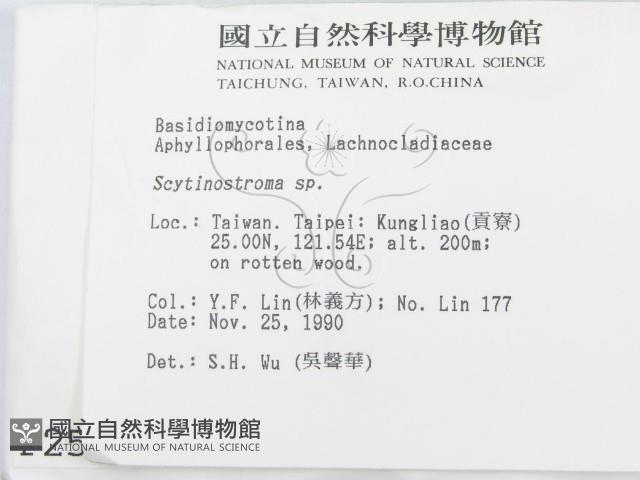 國立自然科學博物館
NATIONAL MUSEUM OF NATURAL SCIENCE
TAICHUNG, TAIWAN, R.O.CHINA
Basidiomycotina
Aphyllophorales, Lachnocladiaceae
Scytinostroma sp.
Loc.: Taiwan. Taipei: Kungliao(貢寮)
25.00N, 121.54E; alt. 200m;
on rotten wood.
Col.: Y.F. Lin(林義方); No. Lin 177
Date: Nov. 25, 1990
Det.: S.H. Wu (吳聲華)
國立自然科學博物館
NATIONAL MUSEUM OF NATURAL SCIENCE